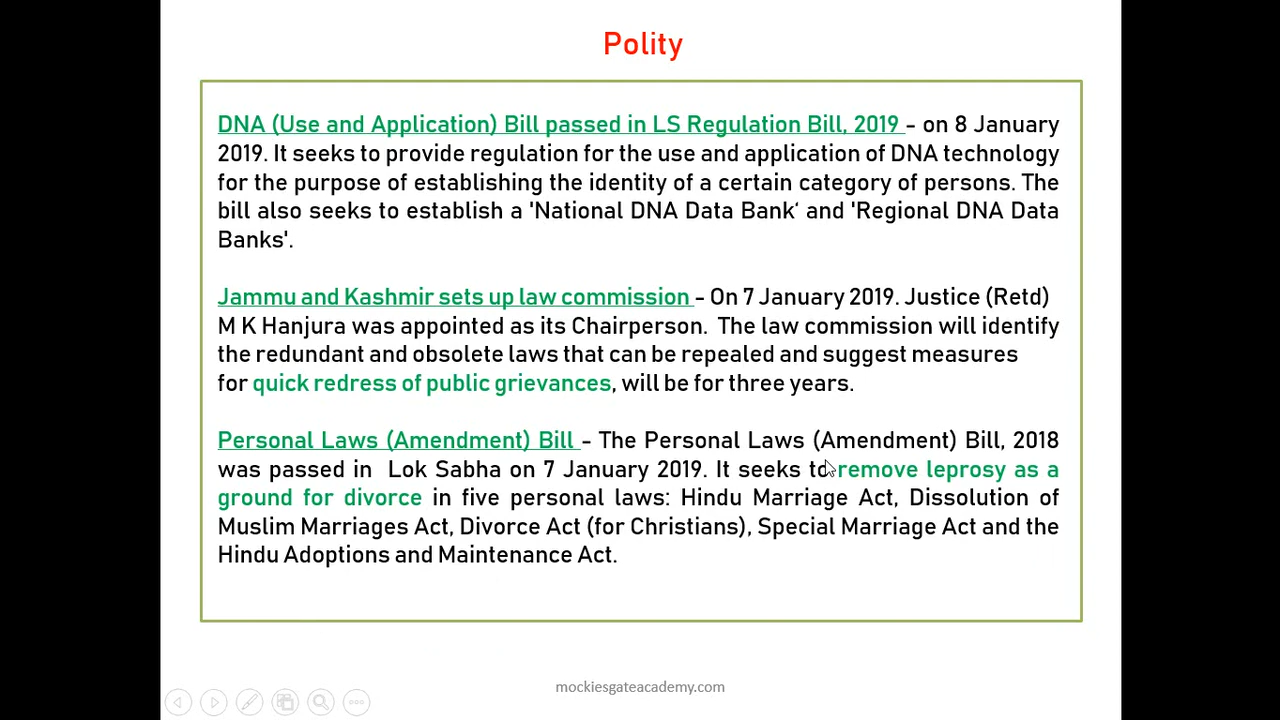 Polity
DNA (Use and Application) Bill passed in LS Regulation Bill, 2019 - on 8 January
2019. It seeks to provide regulation for the use and application of DNA technology
for the purpose of establishing the identity of a certain category of persons. The
bill also seeks to establish a 'National DNA Data Bank‘ and 'Regional DNA Data
Banks'.
Jammu and Kashmir sets up law commission - On 7 January 2019. Justice (Retd)
M K Hanjura was appointed as its Chairperson. The law commission will identify
the redundant and obsolete laws that can be repealed and suggest measures
for quick redress of public grievances, will be for three years.
Personal Laws (Amendment) Bill - The Personal Laws (Amendment) Bill, 2018
was passed in Lok Sabha on 7 January 2019. It seeks to remove leprosy as a
ground for divorce in five personal laws: Hindu Marriage Act, Dissolution of
Muslim Marriages Act, Divorce Act (for Christians), Special Marriage Act and the
Hindu Adoptions and Maintenance Act.
mockiesgateacademy.com